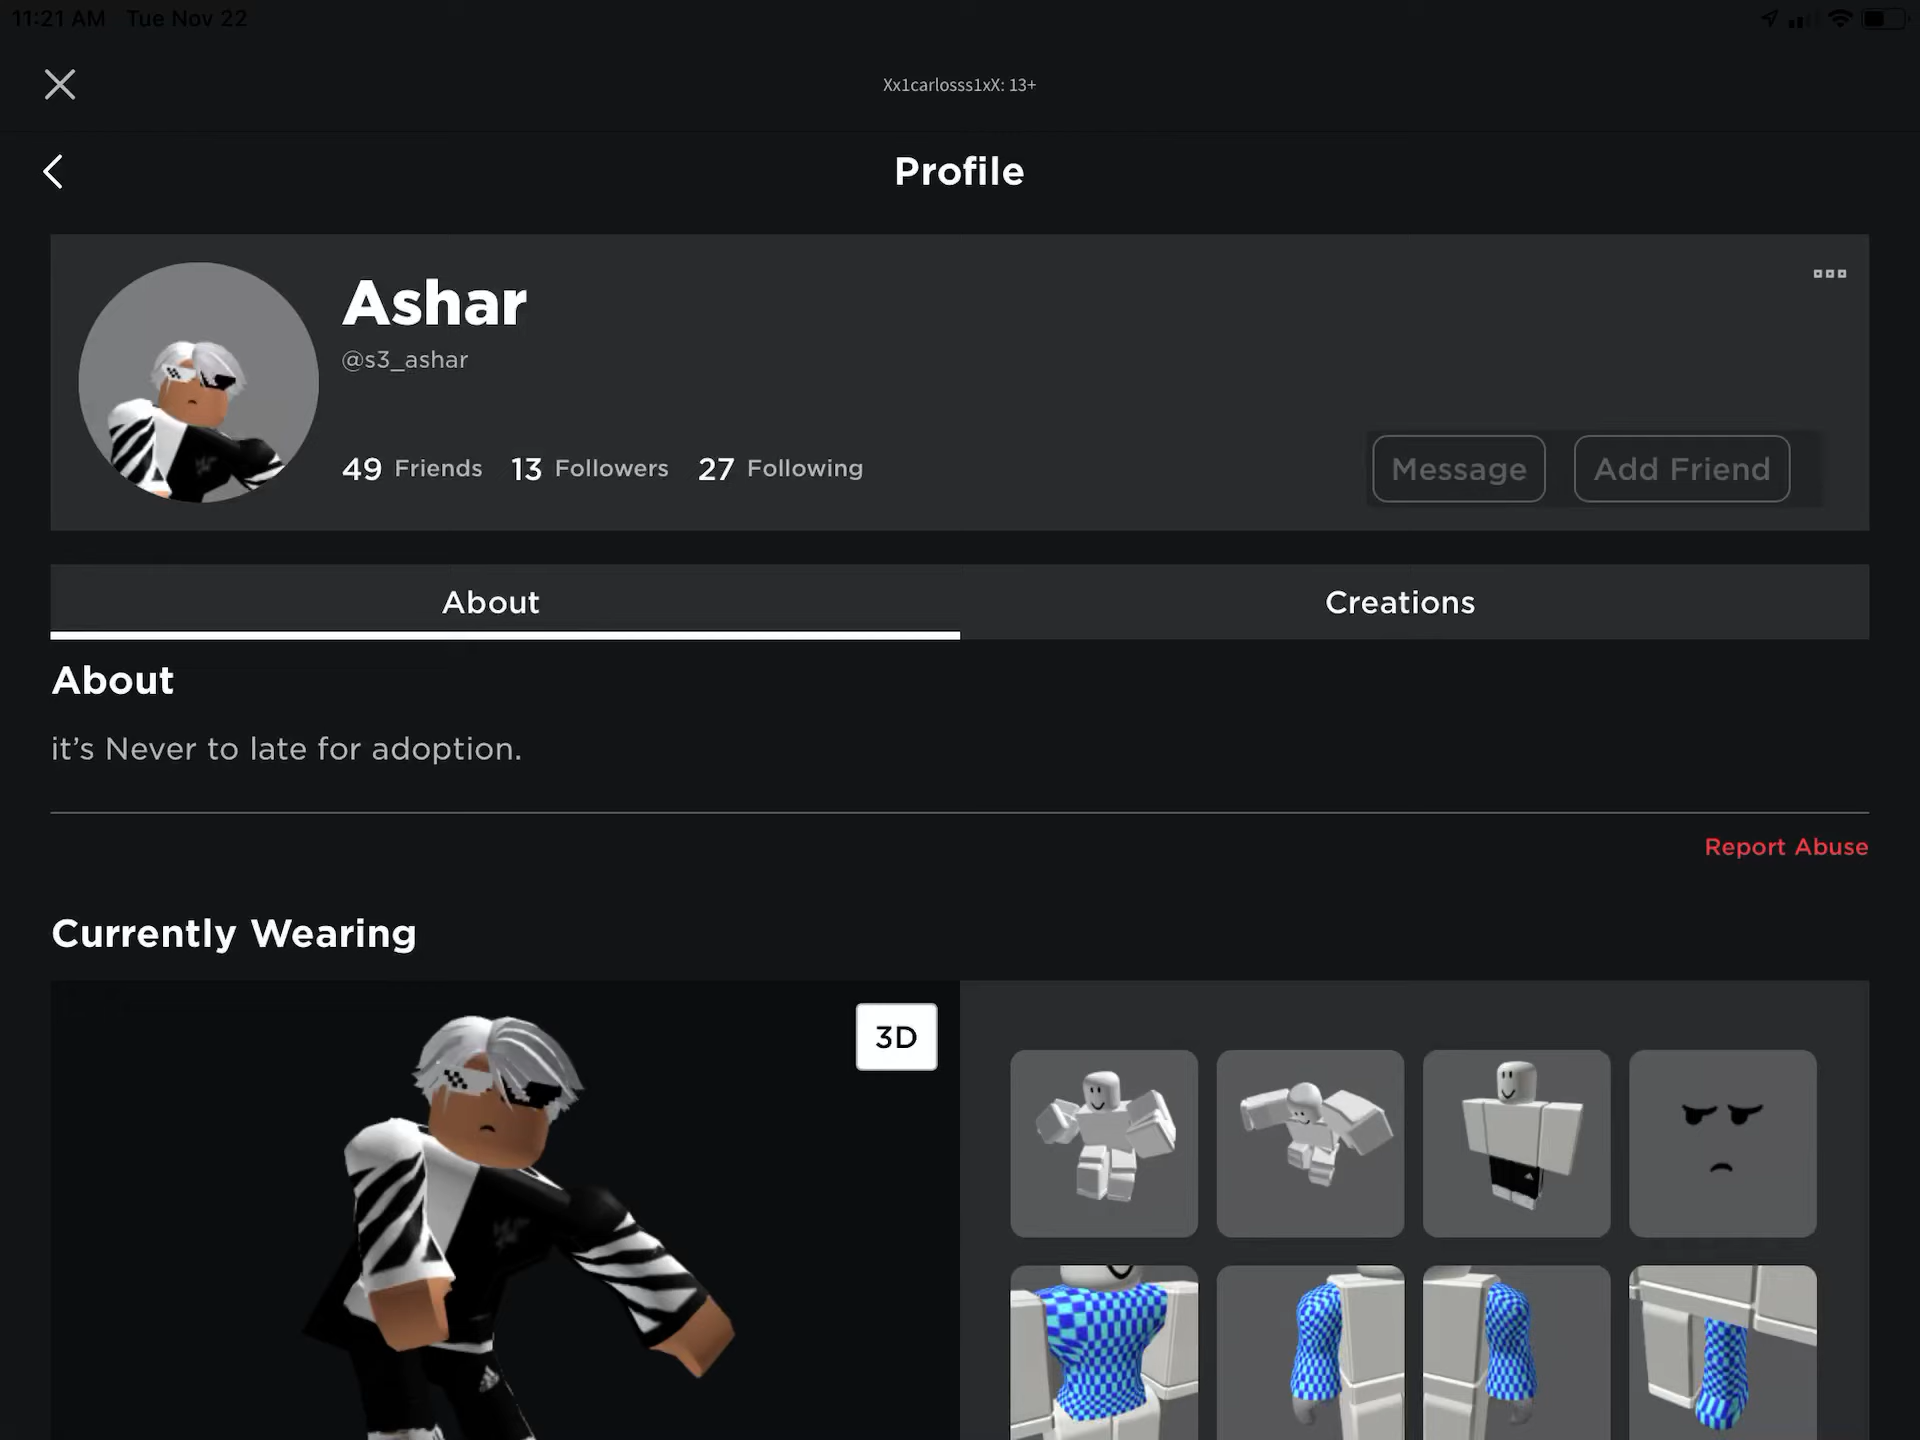 11:21 AM Tue Nov 22
Xx1carlosss1xX: 13+
Profile
Ashar
@s3_ashar
49 Friends 13 Followers 27 Following
Message Add Friend
About Creations
About
it’s Never to late for adoption.
Report Abuse
Currently Wearing
3D